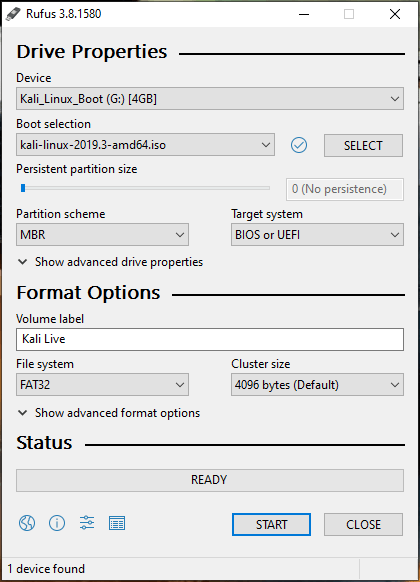 Rufus 3.8.1580
Drive Properties
Device
Kali_Linux_Boot (G:) [4GB]
Boot selection
kali-linux-2019.3-amd64.iso
SELECT
Persistent partition size
0 (No persistence)
Partition scheme
Target system
MBR
BIOS or UEFI
Show advanced drive properties
Format Options
Volume label
Kali Live
File system
Cluster size
FAT32
4096 bytes (Default)
Show advanced format options
Status
READY
START
CLOSE
1 device found